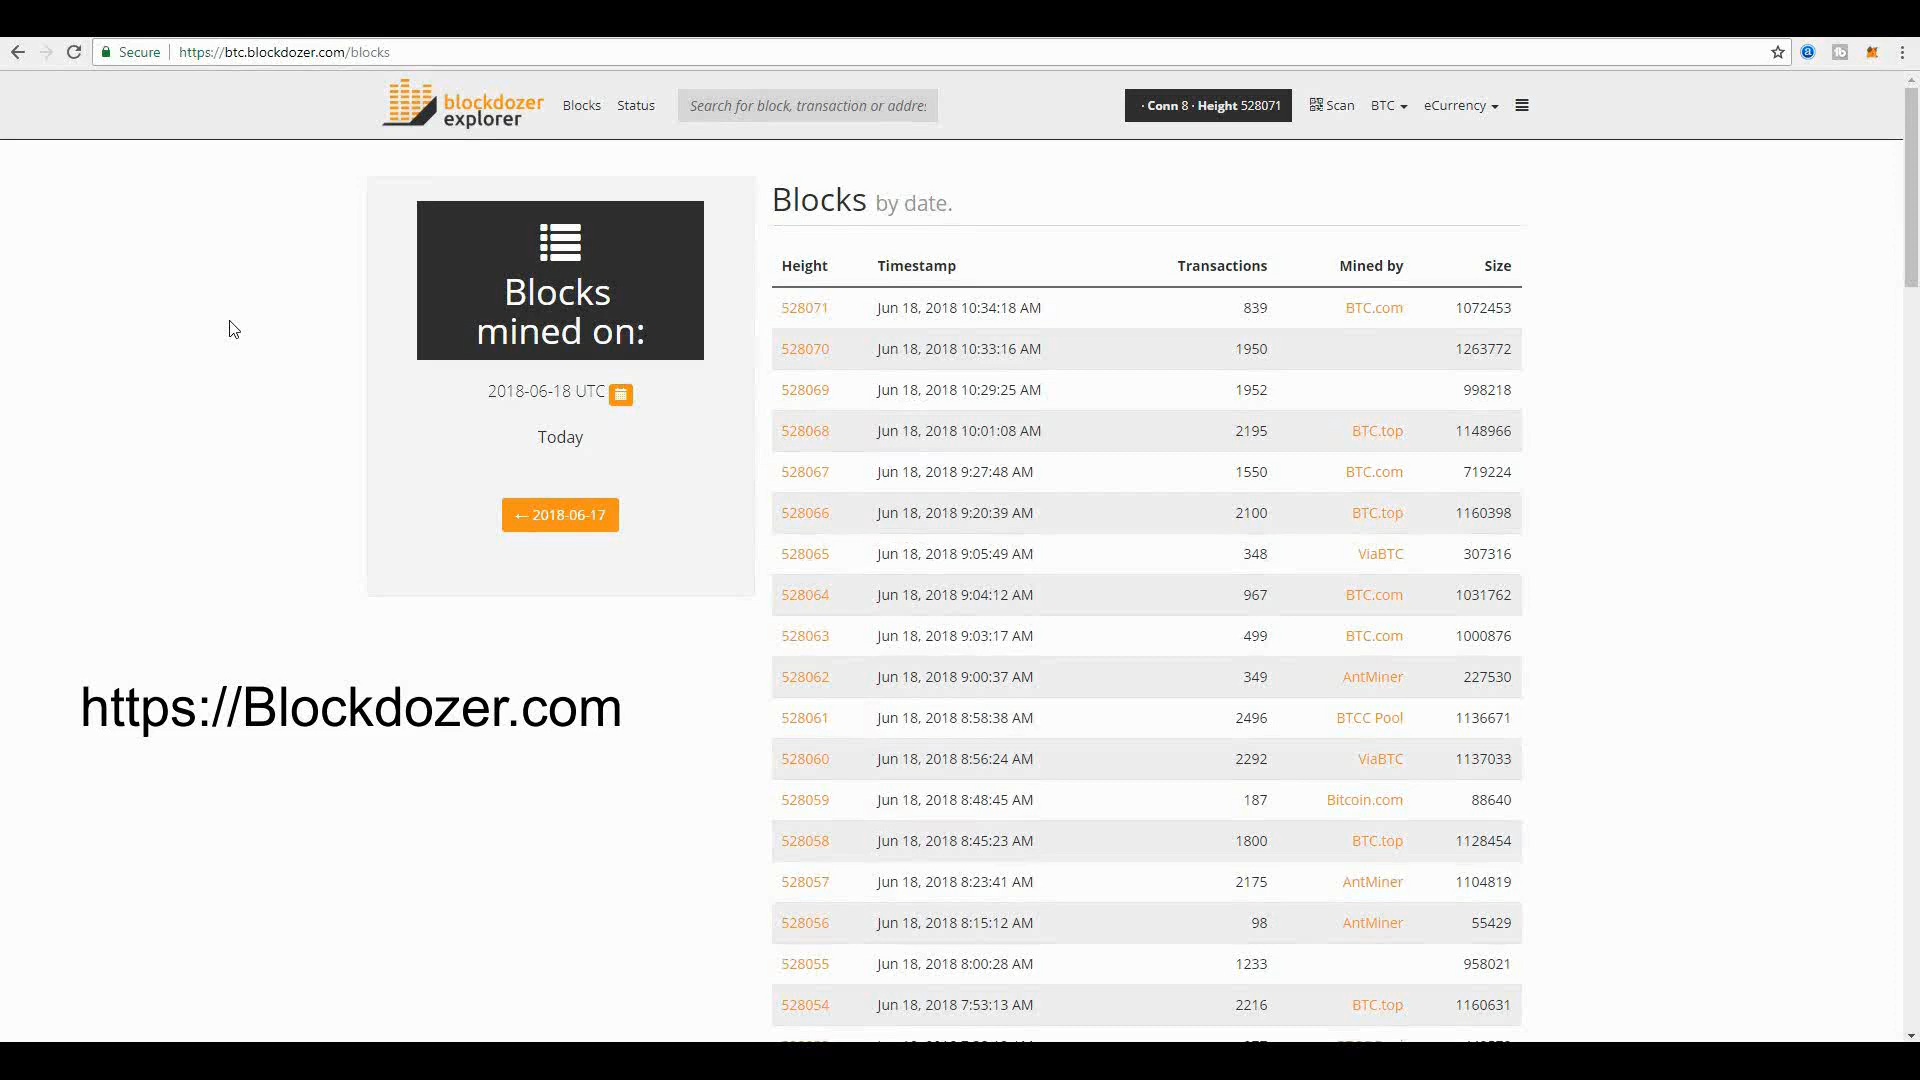 Secure https://btc.blockdozer.com/blocks
blockdozer
explorer
Blocks Status Search for block, transaction or addre: · Conn 8 · Height 528071 Scan BTC eCurrency
Blocks
mined on:
2018-06-18 UTC
Today
← 2018-06-17
https://Blockdozer.com
Blocks by date.
Height Timestamp Transactions Mined by Size
528071 Jun 18, 2018 10:34:18 AM 839 BTC.com 1072453
528070 Jun 18, 2018 10:33:16 AM 1950 1263772
528069 Jun 18, 2018 10:29:25 AM 1952 998218
528068 Jun 18, 2018 10:01:08 AM 2195 BTC.top 1148966
528067 Jun 18, 2018 9:27:48 AM 1550 BTC.com 719224
528066 Jun 18, 2018 9:20:39 AM 2100 BTC.top 1160398
528065 Jun 18, 2018 9:05:49 AM 348 ViaBTC 307316
528064 Jun 18, 2018 9:04:12 AM 967 BTC.com 1031762
528063 Jun 18, 2018 9:03:17 AM 499 BTC.com 1000876
528062 Jun 18, 2018 9:00:37 AM 349 AntMiner 227530
528061 Jun 18, 2018 8:58:38 AM 2496 BTCC Pool 1136671
528060 Jun 18, 2018 8:56:24 AM 2292 ViaBTC 1137033
528059 Jun 18, 2018 8:48:45 AM 187 Bitcoin.com 88640
528058 Jun 18, 2018 8:45:23 AM 1800 BTC.top 1128454
528057 Jun 18, 2018 8:23:41 AM 2175 AntMiner 1104819
528056 Jun 18, 2018 8:15:12 AM 98 AntMiner 55429
528055 Jun 18, 2018 8:00:28 AM 1233 958021
528054 Jun 18, 2018 7:53:13 AM 2216 BTC.top 1160631